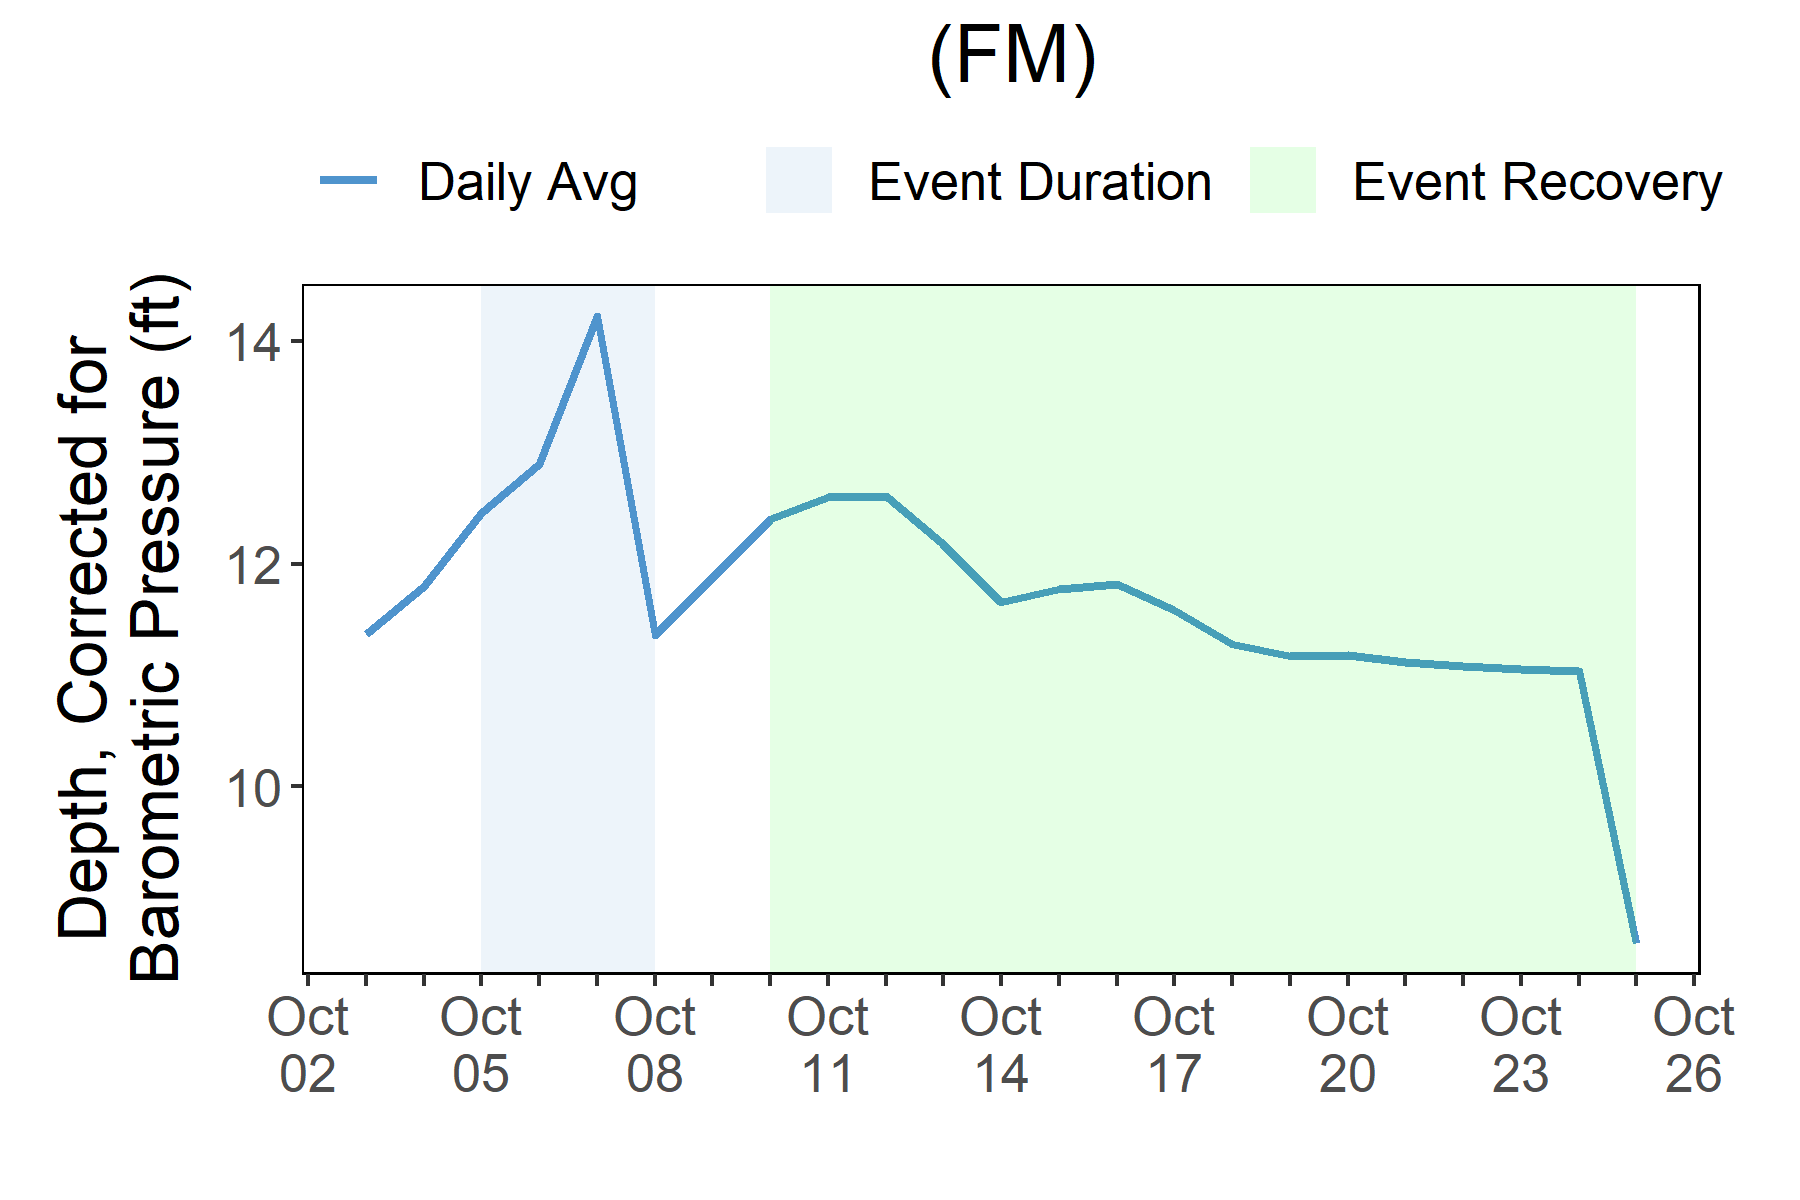 (FM)
Daily Avg
Event Duration
Event Recovery
Depth, Corrected for
Barometric Pressure (ft)
14
12
10
Oct 02
Oct 05
Oct 08
Oct 11
Oct 14
Oct 17
Oct 20
Oct 23
Oct 26